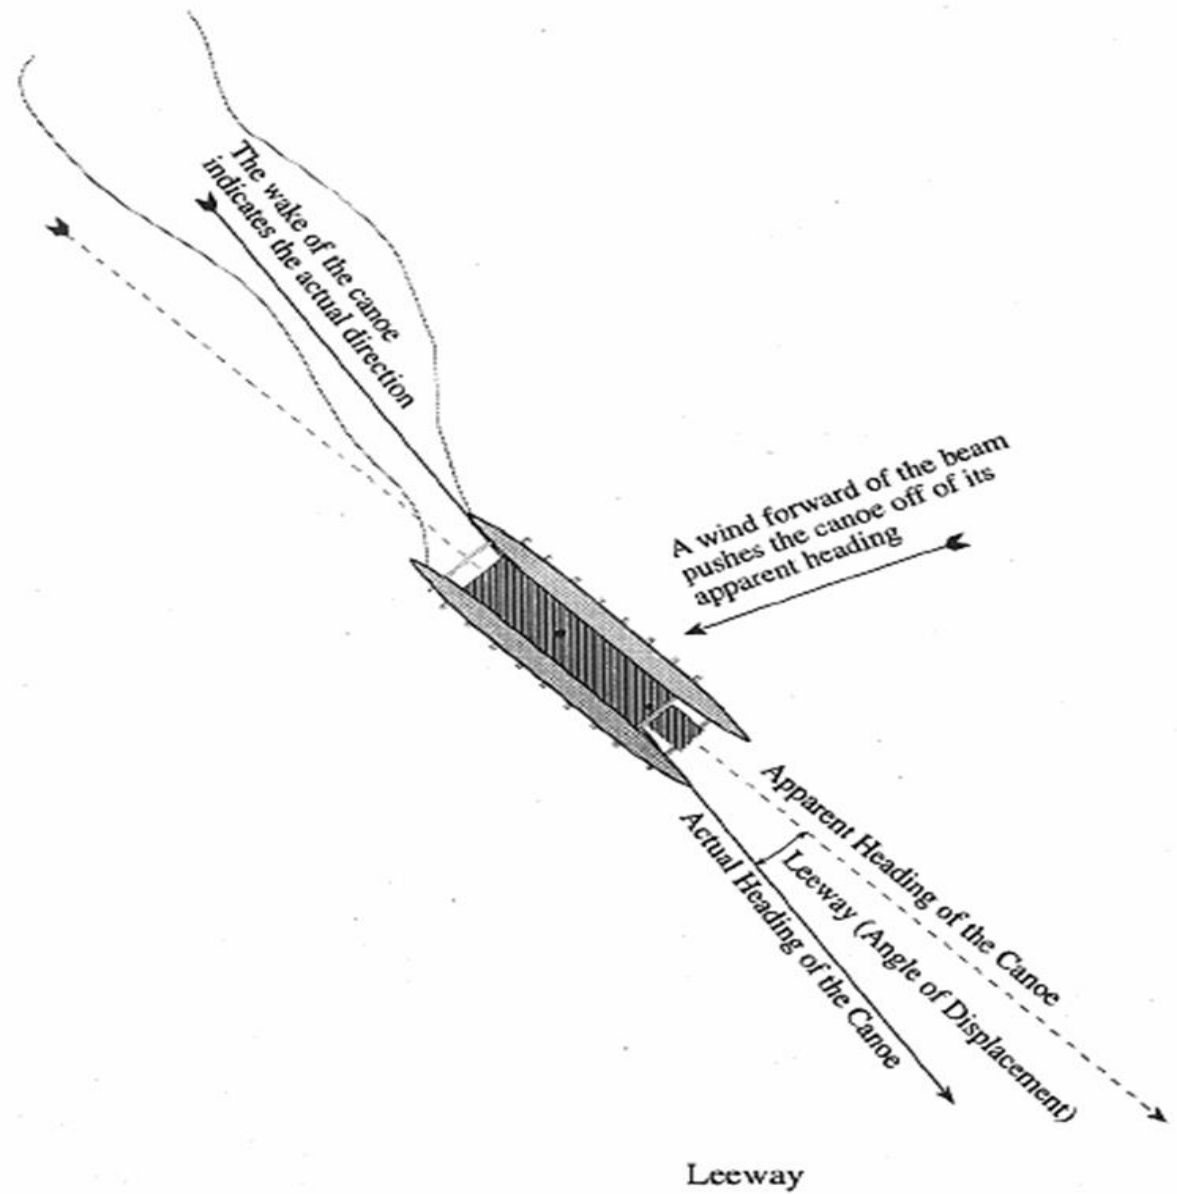 The wake of the canoe
indicates the actual direction
A wind forward of the beam
pushes the canoe off of its
apparent heading
Apparent Heading of the Canoe
Leeway (Angle of Displacement)
Actual Heading of the Canoe
Leeway